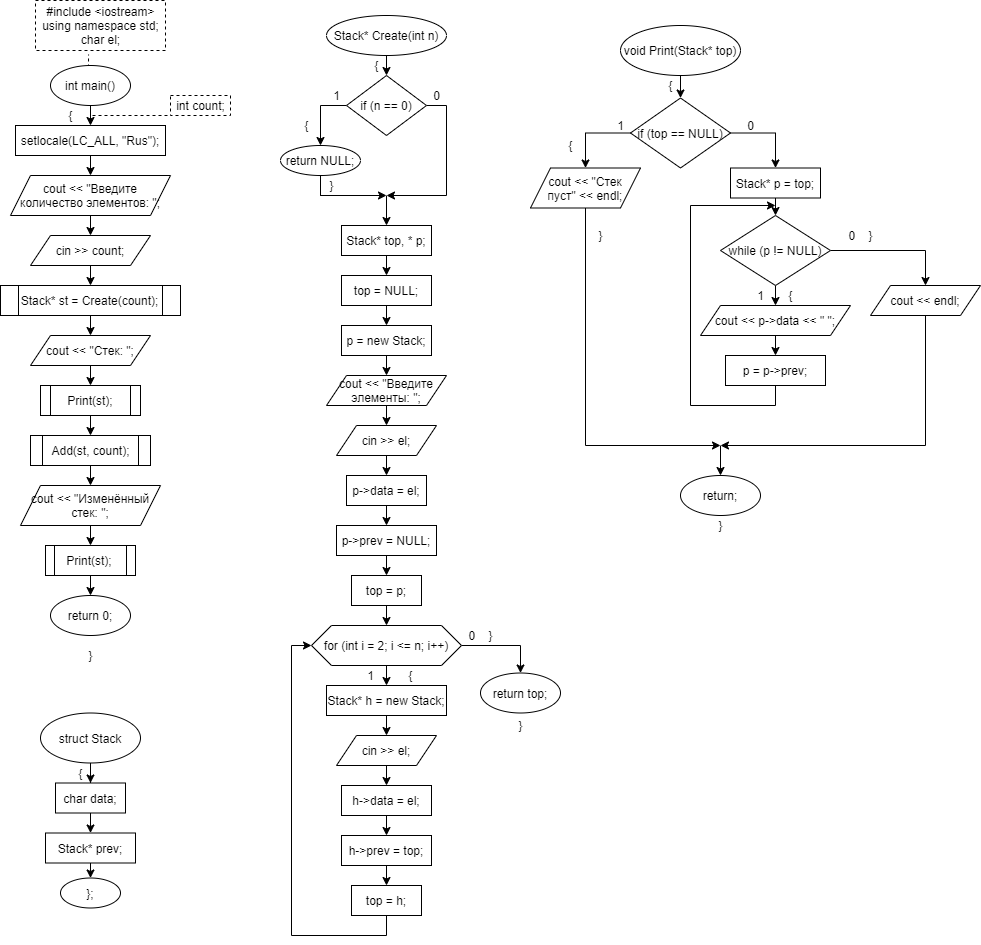 #include <iostream>
using namespace std;
char el;
int main()
{
int count;
setlocale(LC_ALL, "Rus");
cout << "Введите
количество элементов: ";
cin >> count;
Stack* st = Create(count);
cout << "Стек: ";
Print(st);
Add(st, count);
cout << "Изменённый
стек: ";
Print(st);
return 0;
}
struct Stack
{
char data;
Stack* prev;
};
Stack* Create(int n)
{
if (n == 0)
1
0
{
return NULL;
}
Stack* top, * p;
top = NULL;
p = new Stack;
cout << "Введите
элементы: ";
cin >> el;
p->data = el;
p->prev = NULL;
top = p;
for (int i = 2; i <= n; i++)
0 }
1 {
Stack* h = new Stack;
cin >> el;
h->data = el;
h->prev = top;
top = h;
return top;
}
void Print(Stack* top)
{
if (top == NULL)
1
0
{
cout << "Стек
пуст" << endl;
}
Stack* p = top;
while (p != NULL)
0 }
1 {
cout << p->data << " ";
p = p->prev;
cout << endl;
return;
}